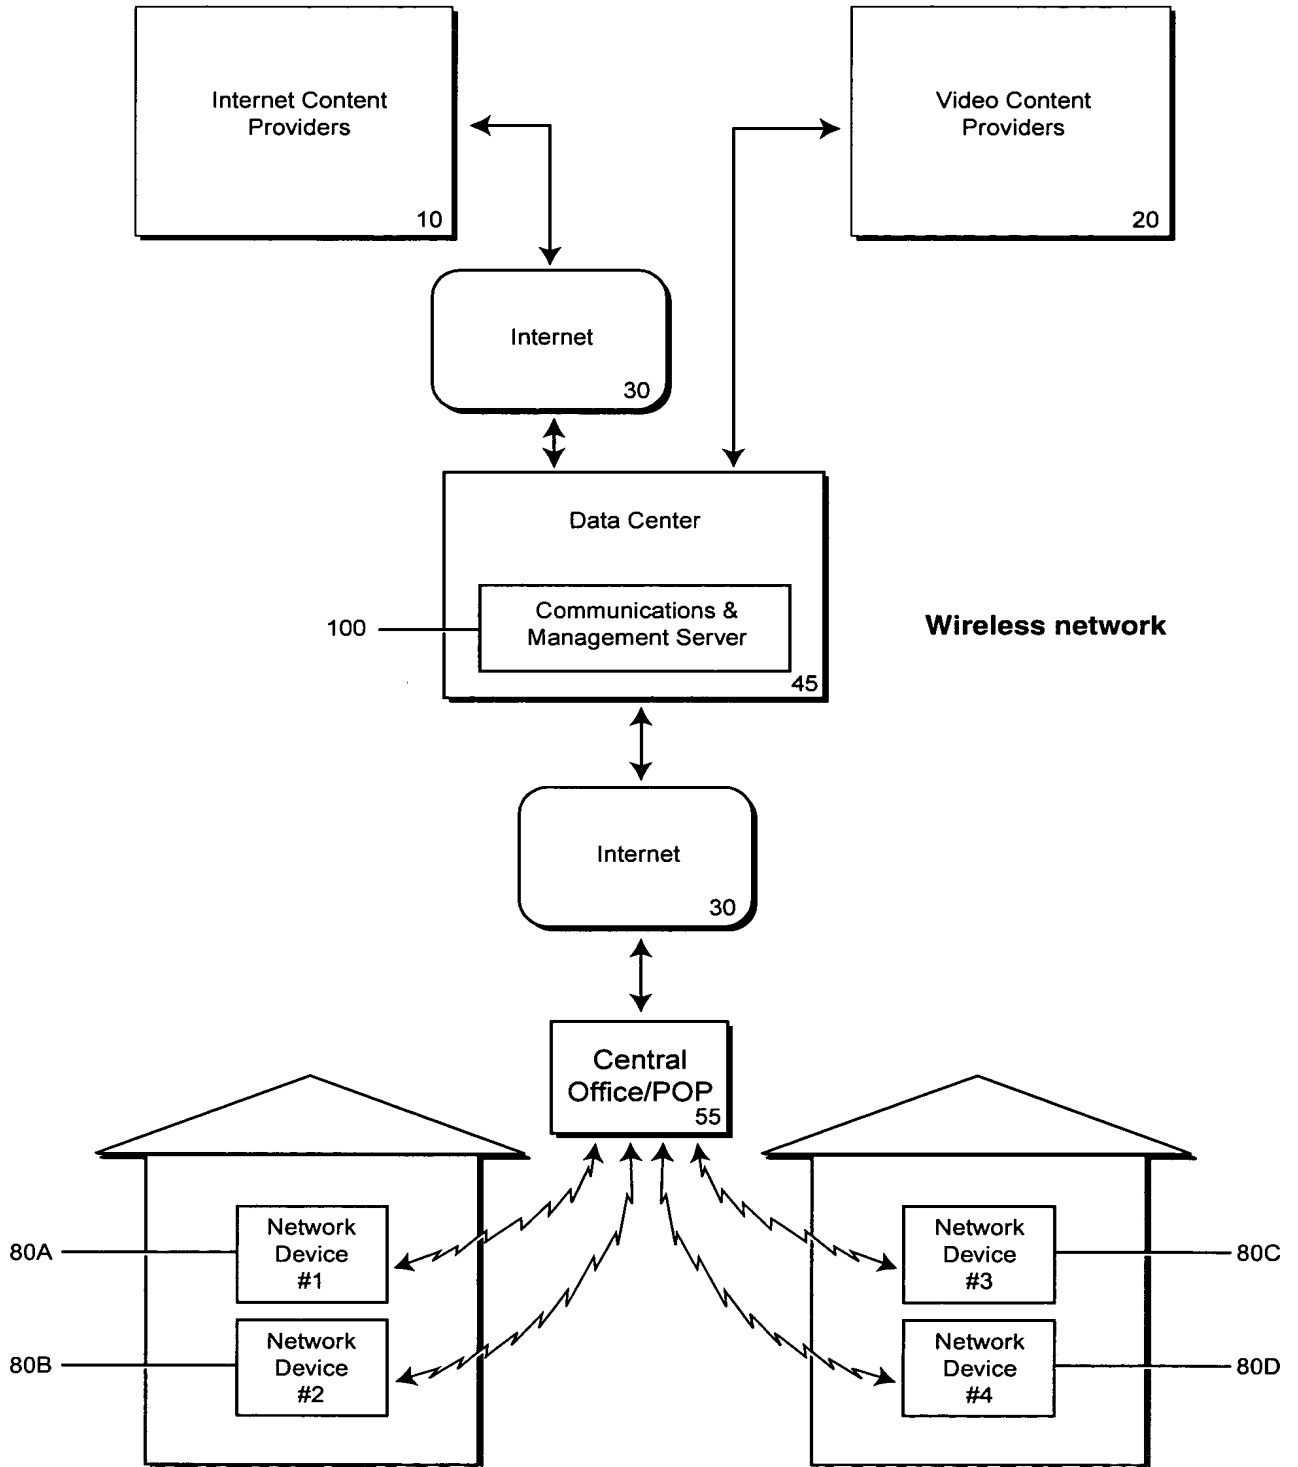 Internet Content
Providers
10
Video Content
Providers
20
Internet
30
Data Center
Communications &
Management Server
100
45
Wireless network
Internet
30
Central
Office/POP
55
Network
Device
#1
80A
Network
Device
#2
80B
Network
Device
#3
80C
Network
Device
#4
80D